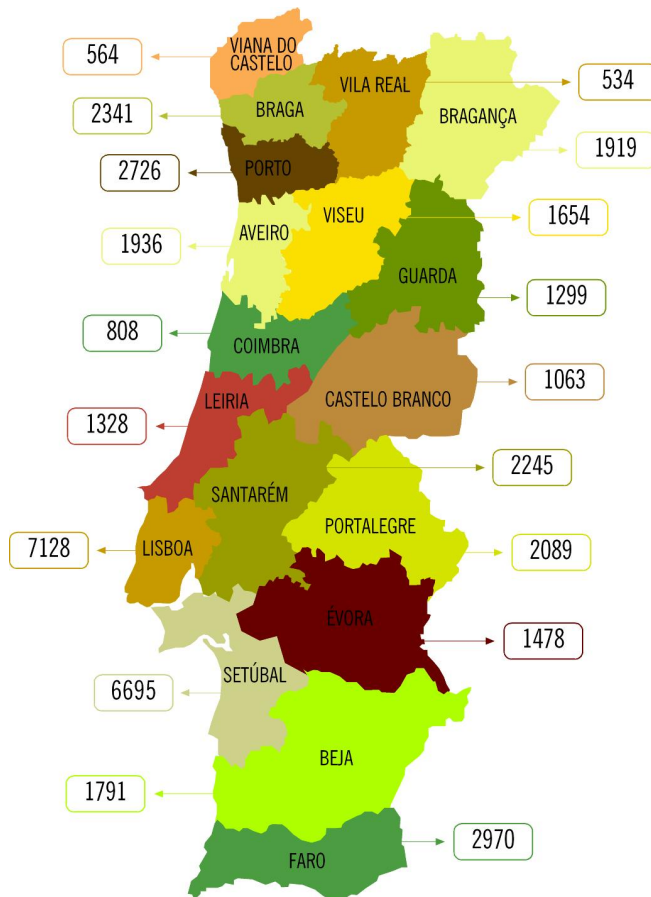 VIANA DO
CASTELO
564
VILA REAL
534
2341
BRAGA
BRAGANÇA
1919
2726
PORTO
VISEU
1654
1936
AVEIRO
GUARDA
1299
808
COIMBRA
1063
LEIRIA
CASTELO BRANCO
1328
2245
SANTARÉM
PORTALEGRE
7128
LISBOA
2089
ÉVORA
1478
SETÚBAL
6695
BEJA
1791
2970
FARO